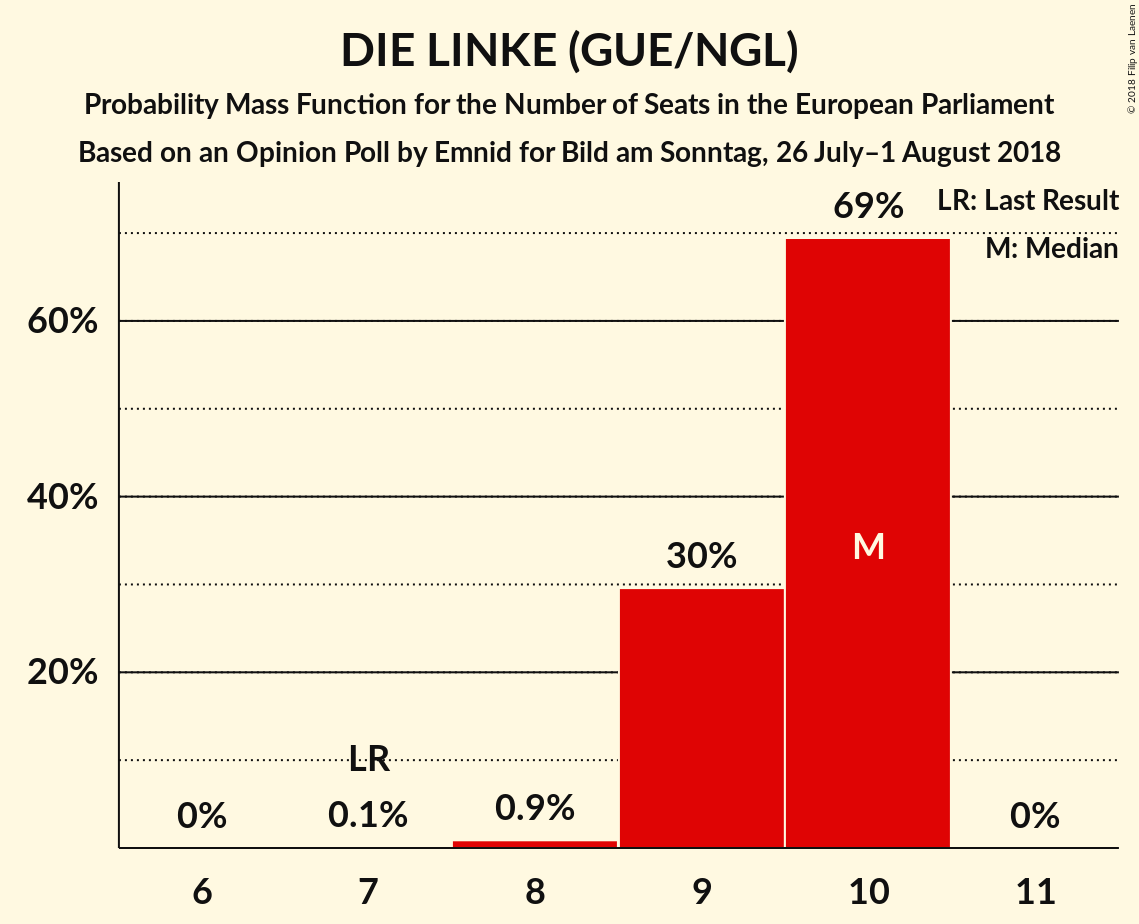 DIE LINKE (GUE/NGL)
Probability Mass Function for the Number of Seats in the European Parliament
Based on an Opinion Poll by Emnid for Bild am Sonntag, 26 July–1 August 2018
© 2018 Filip van Laenen
LR: Last Result
M: Median
69%
60%
M
40%
30%
20%
LR
0%
0.1%
0.9%
0%
6 7 8 9 10 11